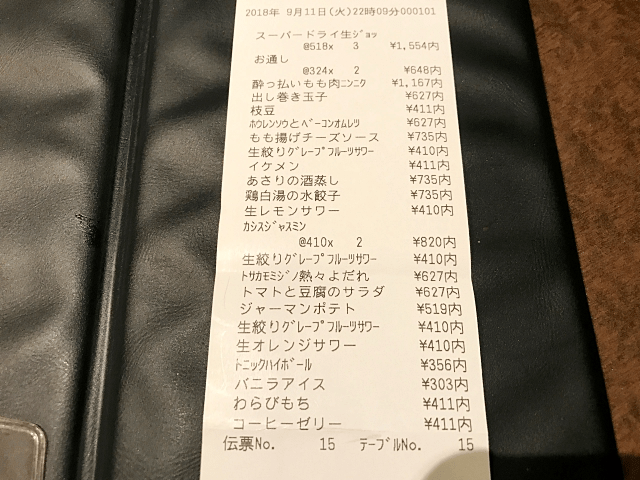 2018年 9月11日(火)22時09分000101
スーパードライ生ｼﾞｮｯ
@518x 3 ¥1,554内
お通し
@324x 2 ¥648内
酔っ払いもも肉ﾆﾝﾆｸ ¥1,167内
出し巻き玉子 ¥627内
枝豆 ¥411内
ﾎｳﾚﾝｿｳとﾍﾞｰｺﾝｵﾑﾚﾂ ¥627内
もも揚げチーズソース ¥735内
生絞りｸﾞﾚｰﾌﾟﾌﾙｰﾂｻﾜｰ ¥410内
イケメン ¥411内
あさりの酒蒸し ¥735内
鶏白湯の水餃子 ¥735内
生レモンサワー ¥410内
ｶｼｽｼﾞｬｽﾐﾝ
@410x 2 ¥820内
生絞りｸﾞﾚｰﾌﾟﾌﾙｰﾂｻﾜｰ ¥410内
ﾄｻｶﾓﾐｼﾞﾉ熱々よだれ ¥627内
トマトと豆腐のサラダ ¥627内
ジャーマンポテト ¥519内
生絞りｸﾞﾚｰﾌﾟﾌﾙｰﾂｻﾜｰ ¥410内
生オレンジサワー ¥410内
ﾄﾆｯｸﾊｲﾎﾞｰﾙ ¥356内
バニラアイス ¥303内
わらびもち ¥411内
コーヒーゼリー ¥411内
伝票No. 15 ﾃｰﾌﾞﾙNo. 15